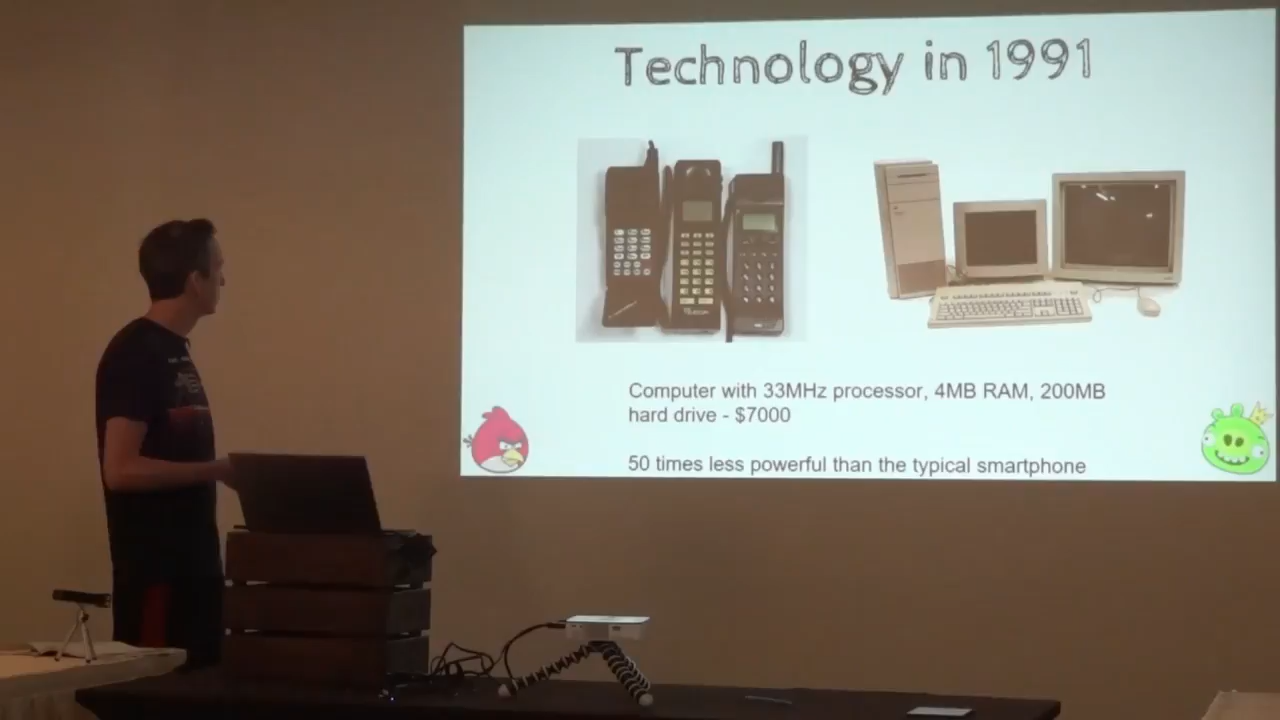 Technology in 1991
Computer with 33MHz processor, 4MB RAM, 200MB
hard drive - $7000
50 times less powerful than the typical smartphone